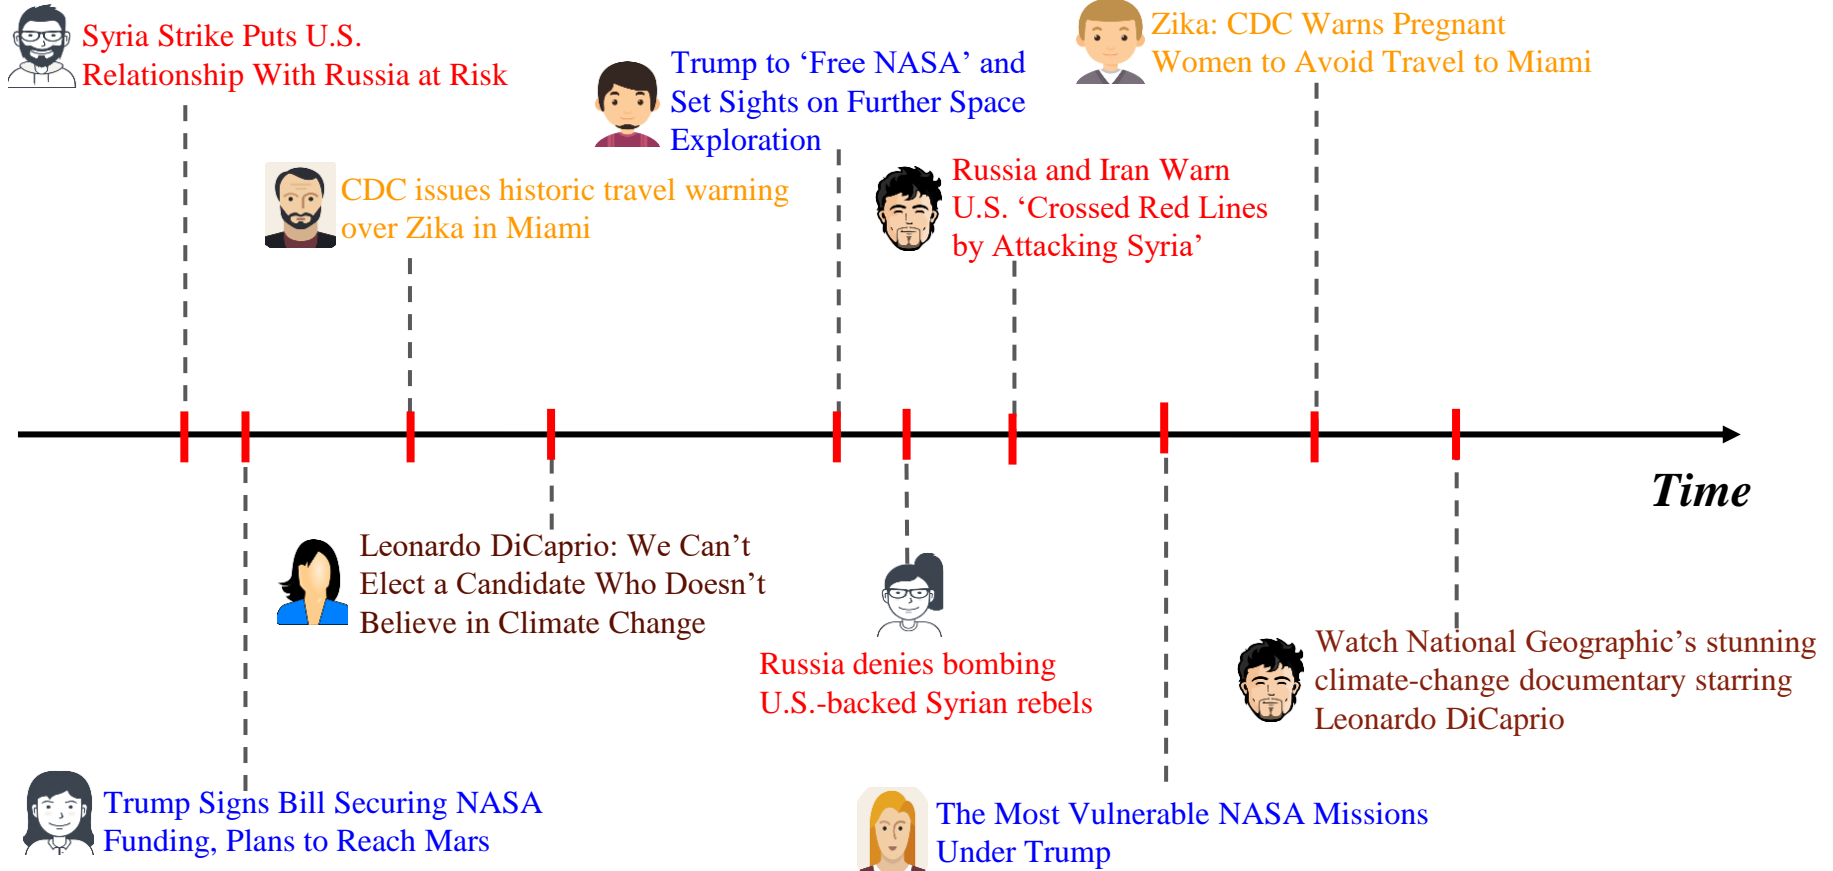 Syria Strike Puts U.S.
Relationship With Russia at Risk
Trump to ‘Free NASA’ and
Set Sights on Further Space
Exploration
Zika: CDC Warns Pregnant
Women to Avoid Travel to Miami
CDC issues historic travel warning
over Zika in Miami
Russia and Iran Warn
U.S. ‘Crossed Red Lines
by Attacking Syria’
Time
Leonardo DiCaprio: We Can’t
Elect a Candidate Who Doesn’t
Believe in Climate Change
Russia denies bombing
U.S.-backed Syrian rebels
Watch National Geographic’s stunning
climate-change documentary starring
Leonardo DiCaprio
Trump Signs Bill Securing NASA
Funding, Plans to Reach Mars
The Most Vulnerable NASA Missions
Under Trump